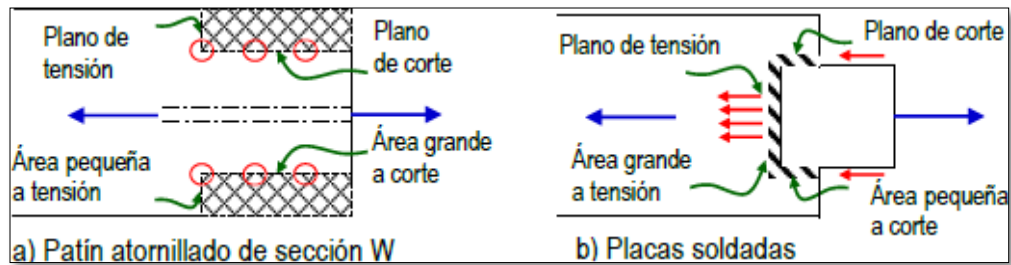 Plano de
tensión
Plano
de corte
Área pequeña
a tensión
Área grande
a corte
a) Patín atornillado de sección W
Plano de tensión
Plano de corte
Área grande
a tensión
Área pequeña
a corte
b) Placas soldadas